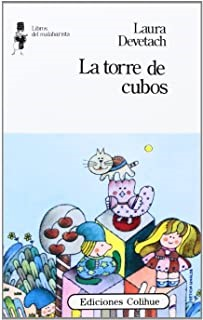 Libros
del malabarista
Laura
Devetach
La torre de
cubos
Ediciones Colihue